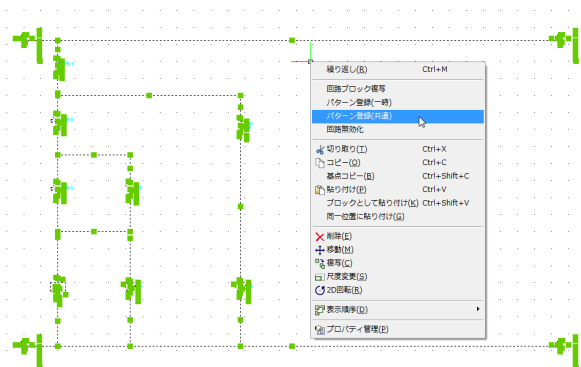 繰り返し(R) Ctrl+M
回路ブロック複写
パターン登録(一時)
パターン登録(共通)
回路無効化
切り取り(T) Ctrl+X
コピー(O) Ctrl+C
基点コピー(B) Ctrl+Shift+C
貼り付け(P) Ctrl+V
ブロックとして貼り付け(K) Ctrl+Shift+V
同一位置に貼り付け(G)
削除(E)
移動(M)
複写(C)
尺度変更(S)
2D回転(R)
表示順序(D)
プロパティ管理(P)